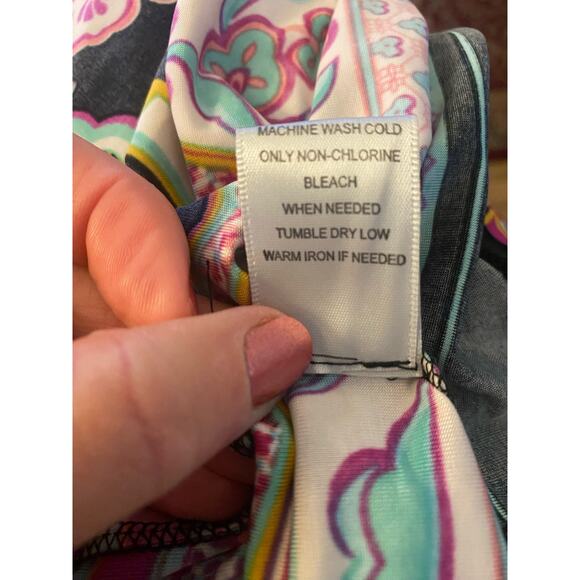 MACHINE WASH COLD
ONLY NON-CHLORINE
BLEACH
WHEN NEEDED
TUMBLE DRY LOW
WARM IRON IF NEEDED